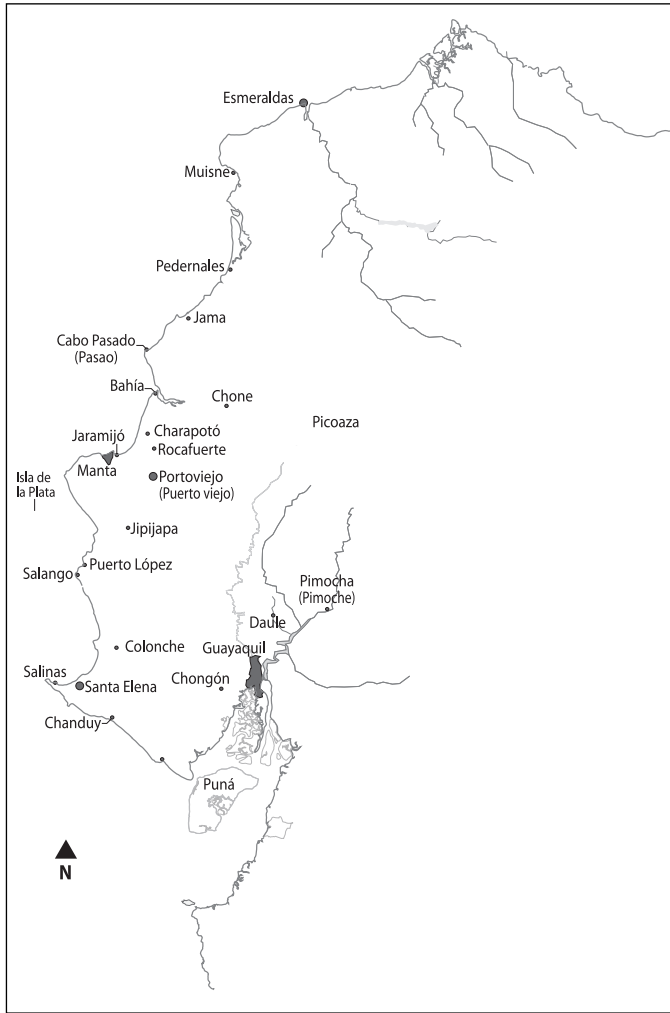 Esmeraldas
Muisne
Pedernales
Jama
Cabo Pasado
(Pasao)
Bahía
Chone
Picoaza
Charapotó
Jaramijó
Rocafuerte
Manta
Isla de
la Plata
Portoviejo
(Puerto viejo)
Jipijapa
Puerto López
Salango
Pimocha
(Pimoche)
Daule
Colonche
Guayaquil
Salinas
Santa Elena
Chongón
Chanduy
Puná
N